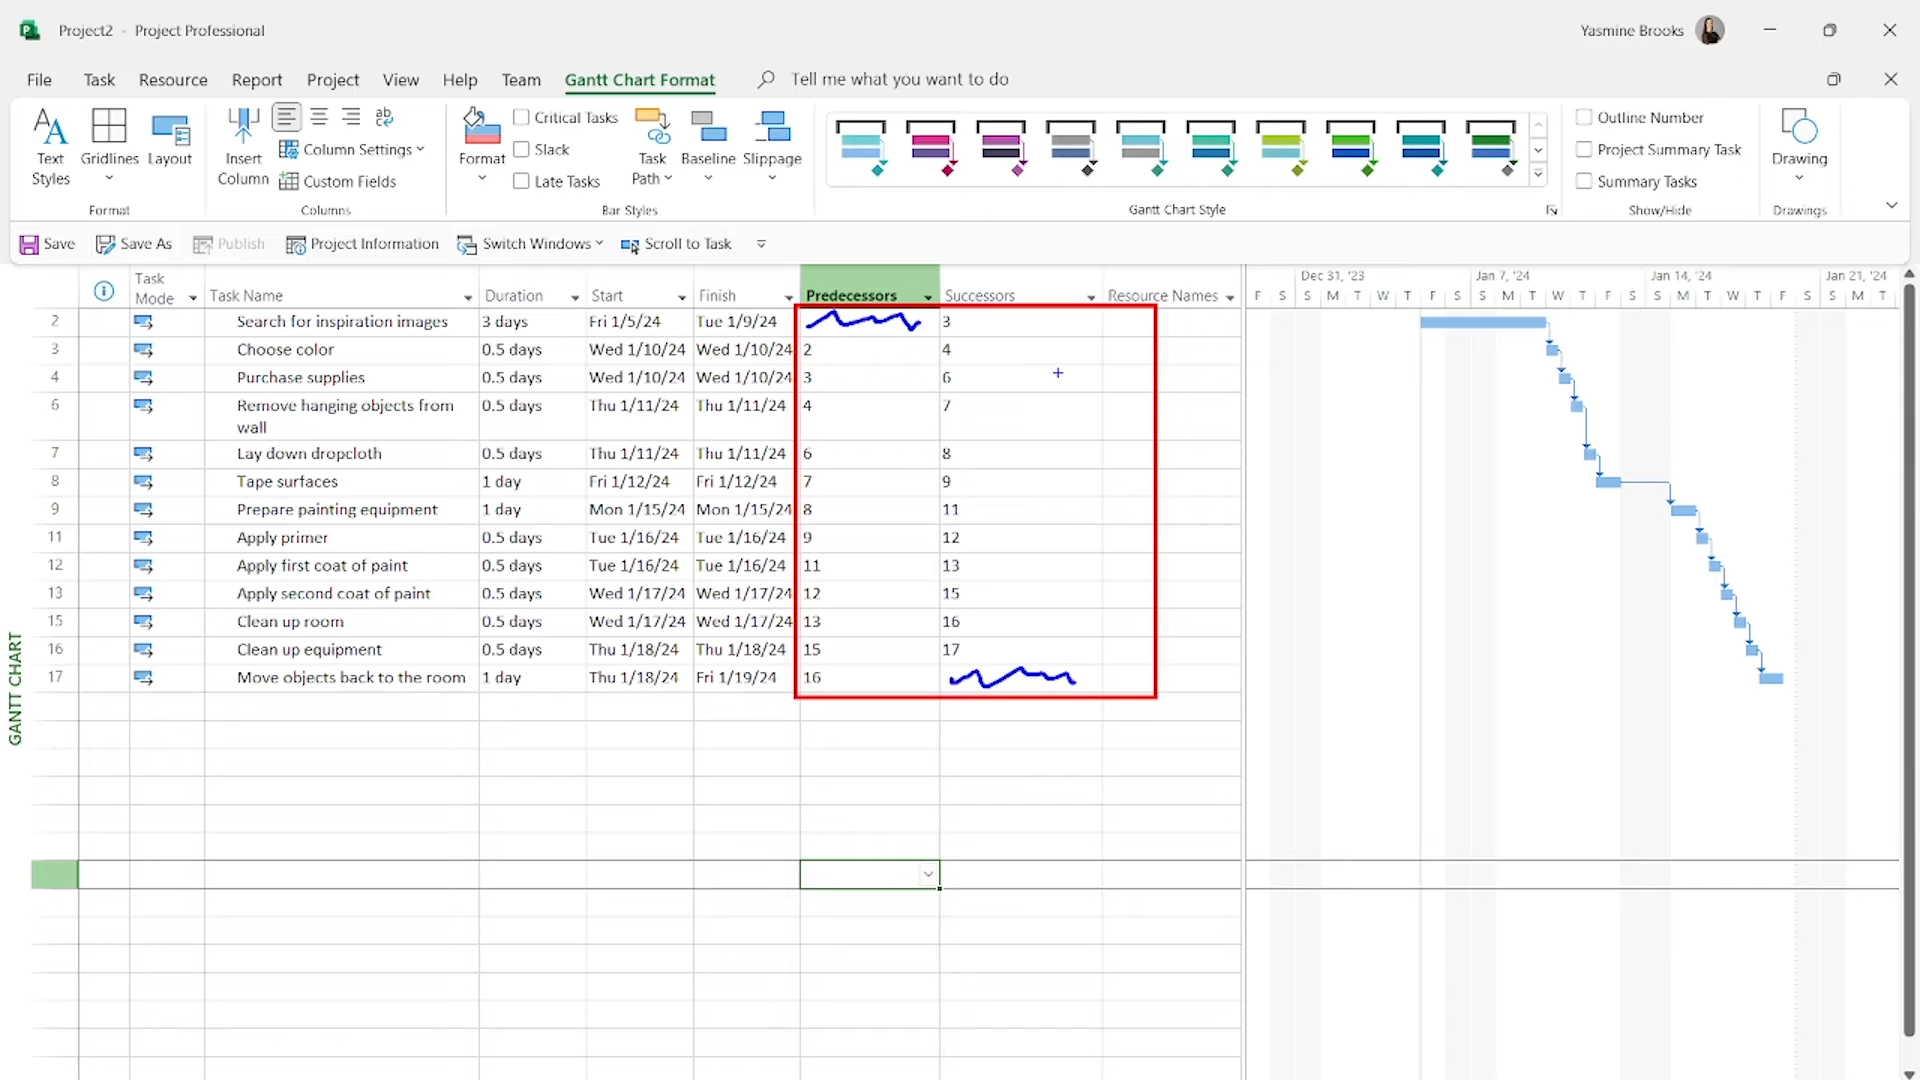 Project2 - Project Professional
Yasmine Brooks
File Task Resource Report Project View Help Team Gantt Chart Format Tell me what you want to do
Text Styles
Gridlines
Layout
Format
Insert Column
ab
Column Settings
Custom Fields
Columns
Format
Critical Tasks
Slack
Late Tasks
Task Path
Baseline
Slippage
Bar Styles
Gantt Chart Style
Outline Number
Project Summary Task
Summary Tasks
Show/Hide
Drawing
Drawings
Save Save As Publish Project Information Switch Windows Scroll to Task
Task Mode Task Name Duration Start Finish Predecessors Successors Resource Names
Dec 31, '23 Jan 7, '24 Jan 14, '24 Jan 21, '24
F S S M T W T F S S M T W T F S S M T W T F S S M T
2 Search for inspiration images 3 days Fri 1/5/24 Tue 1/9/24 3
3 Choose color 0.5 days Wed 1/10/24 Wed 1/10/24 2 4
4 Purchase supplies 0.5 days Wed 1/10/24 Wed 1/10/24 3 6
6 Remove hanging objects from wall 0.5 days Thu 1/11/24 Thu 1/11/24 4 7
7 Lay down dropcloth 0.5 days Thu 1/11/24 Thu 1/11/24 6 8
8 Tape surfaces 1 day Fri 1/12/24 Fri 1/12/24 7 9
9 Prepare painting equipment 1 day Mon 1/15/24 Mon 1/15/24 8 11
11 Apply primer 0.5 days Tue 1/16/24 Tue 1/16/24 9 12
12 Apply first coat of paint 0.5 days Tue 1/16/24 Tue 1/16/24 11 13
13 Apply second coat of paint 0.5 days Wed 1/17/24 Wed 1/17/24 12 15
15 Clean up room 0.5 days Wed 1/17/24 Wed 1/17/24 13 16
16 Clean up equipment 0.5 days Thu 1/18/24 Thu 1/18/24 15 17
17 Move objects back to the room 1 day Thu 1/18/24 Fri 1/19/24 16
GANTT CHART